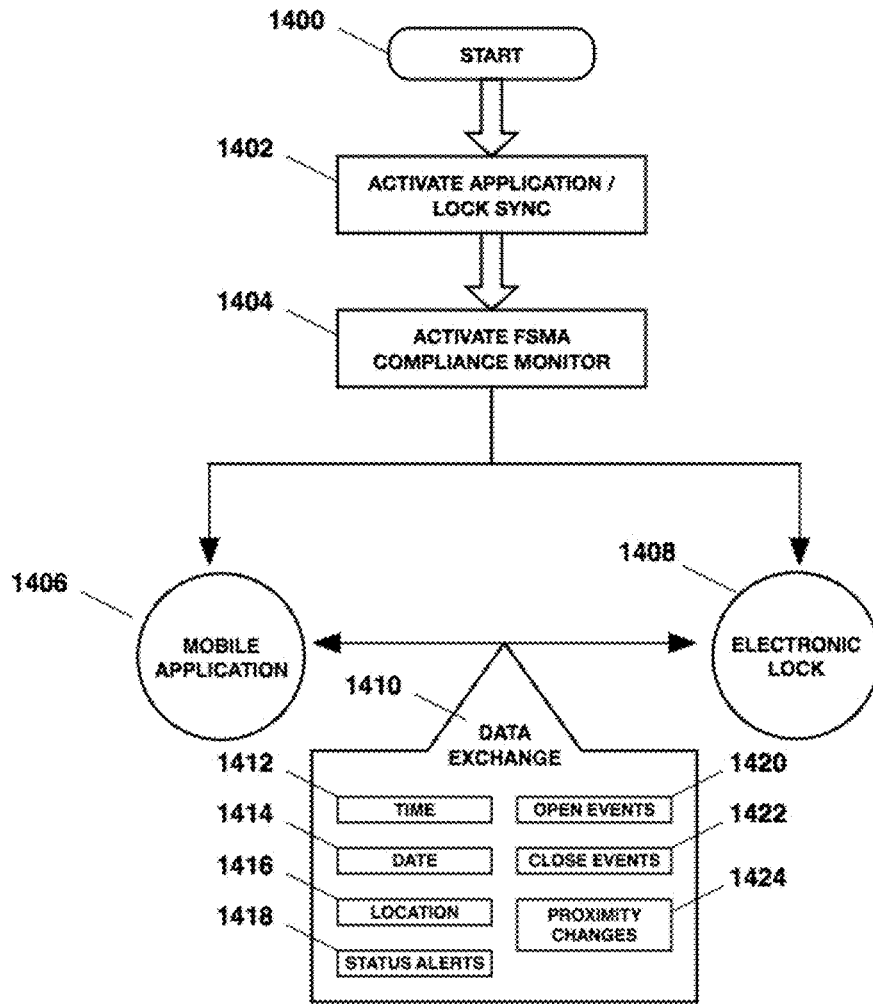 1400
START
1402
ACTIVATE APPLICATION /
LOCK SYNC
1404
ACTIVATE FSMA
COMPLIANCE MONITOR
1406
1408
MOBILE
APPLICATION
ELECTRONIC
LOCK
1410
DATA
EXCHANGE
1412
1420
TIME
OPEN EVENTS
1414
1422
DATE
CLOSE EVENTS
1416
1424
LOCATION
PROXIMITY
CHANGES
1418
STATUS ALERTS